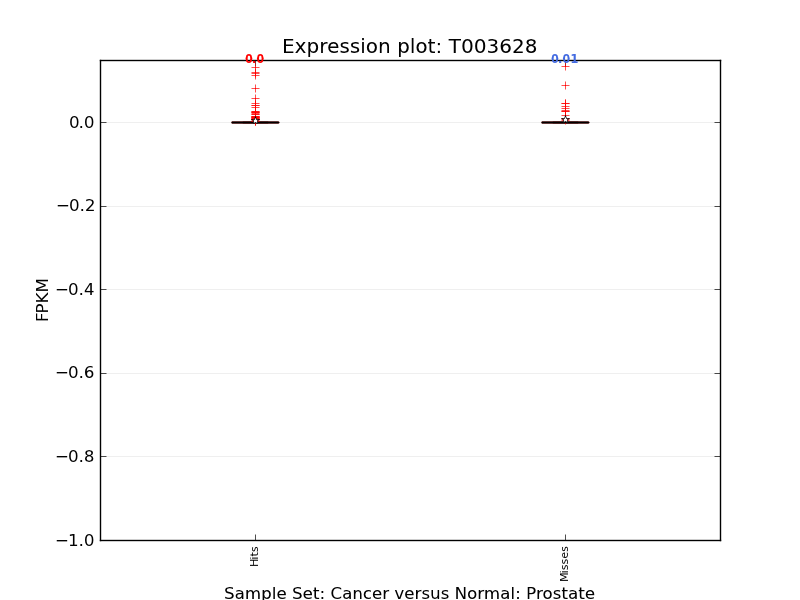 Expression plot: T003628
0.0
0.01
0.0
−0.2
−0.4
−0.6
−0.8
−1.0
FPKM
Hits
Misses
Sample Set: Cancer versus Normal: Prostate